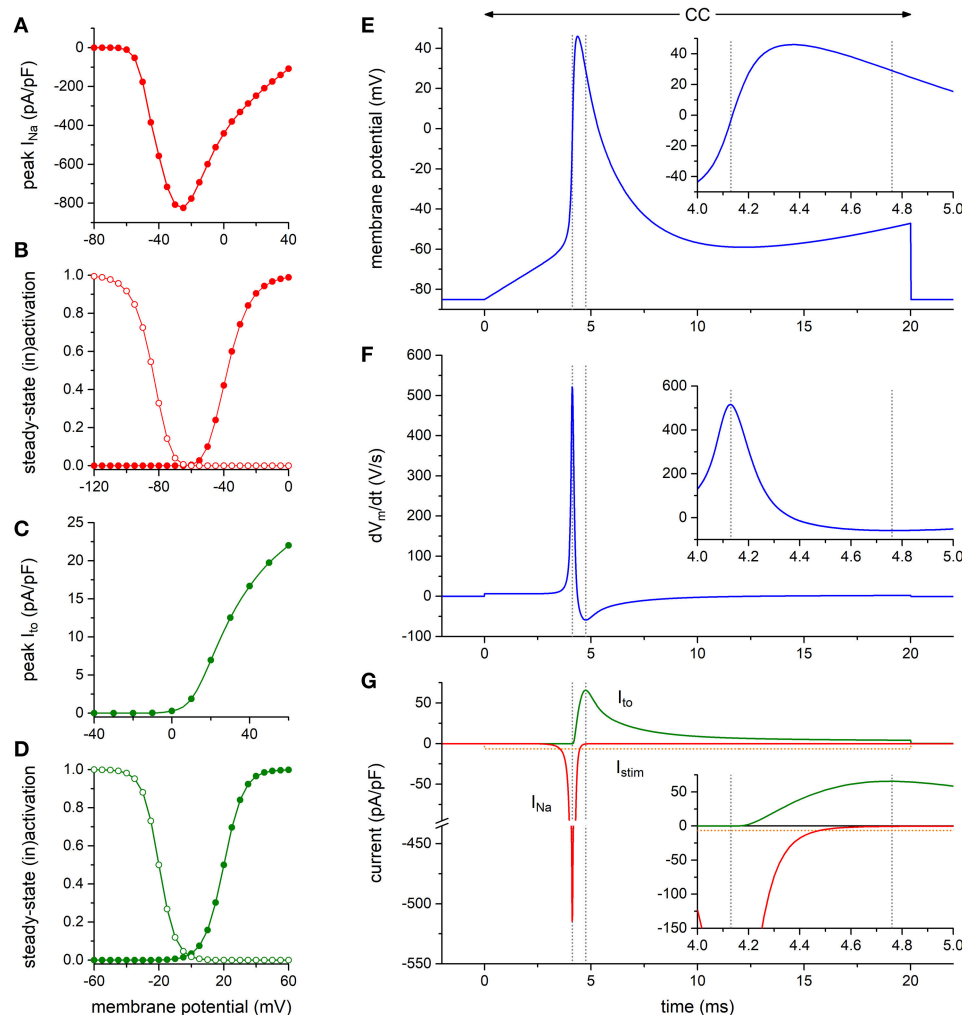 A
peak I_Na (pA/pF)
0
-200
-400
-600
-800
-80 -40 0 40
B
steady-state (in)activation
1.0
0.8
0.6
0.4
0.2
0.0
-120 -80 -40 0
C
peak I_to (pA/pF)
25
20
15
10
5
0
-40 0 40
D
steady-state (in)activation
1.0
0.8
0.6
0.4
0.2
0.0
-60 -40 -20 0 20 40 60
membrane potential (mV)
E
CC
membrane potential (mV)
40
20
0
-20
-40
-60
-80
0 5 10 15 20
40
20
0
-20
-40
4.0 4.2 4.4 4.6 4.8 5.0
F
dV_m/dt (V/s)
600
500
400
300
200
100
0
-100
0 5 10 15 20
600
400
200
0
4.0 4.2 4.4 4.6 4.8 5.0
G
current (pA/pF)
50
0
-50
-450
-500
-550
I_to
I_stim
I_Na
0 5 10 15 20
50
0
-50
-100
-150
4.0 4.2 4.4 4.6 4.8 5.0
time (ms)